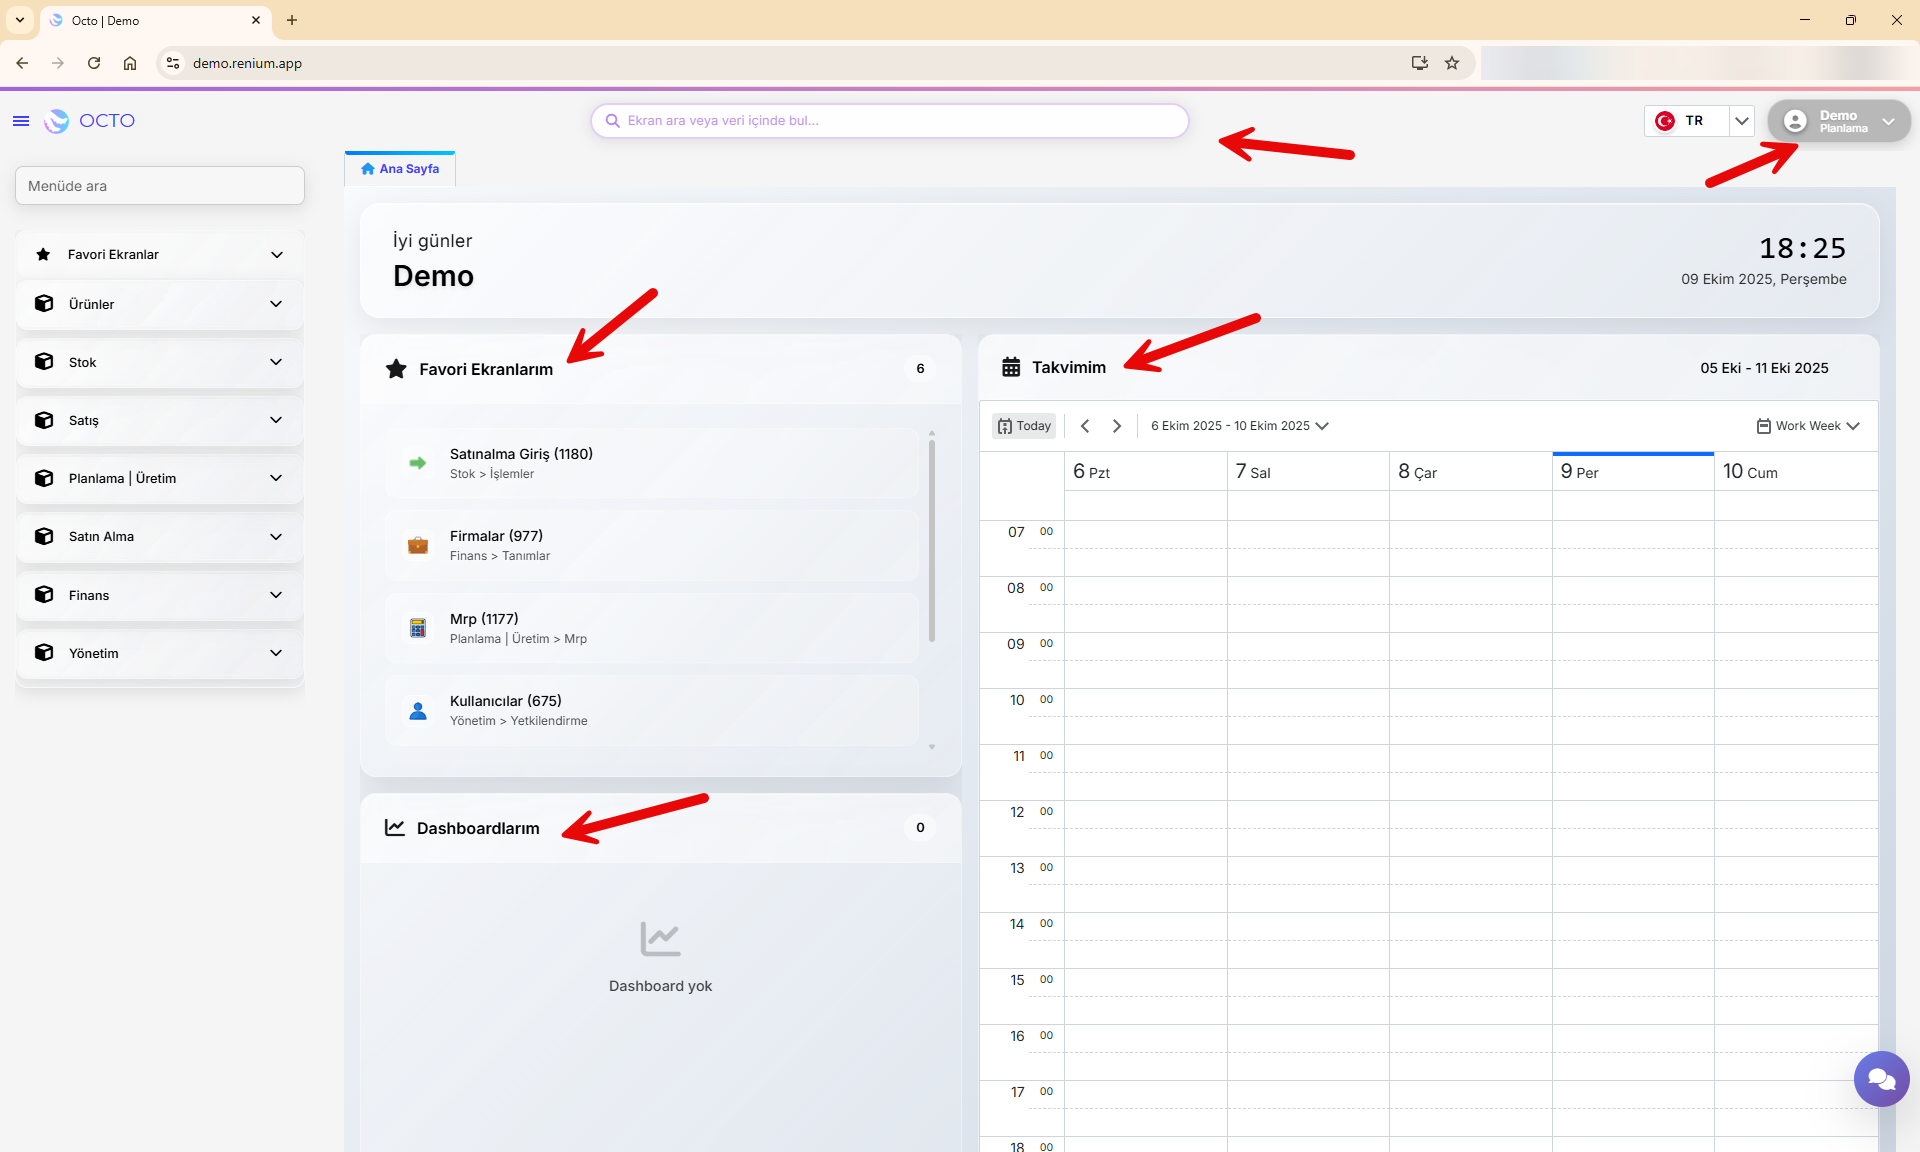 Octo | Demo
demo.renium.app
OCTO
Ekran ara veya veri içinde bul...
TR
Demo
Planlama
Menüde ara
Ana Sayfa
Favori Ekranlar
Ürünler
Stok
Satış
Planlama | Üretim
Satın Alma
Finans
Yönetim
İyi günler
Demo
18:25
09 Ekim 2025, Perşembe
Favori Ekranlarım
6
Satınalma Giriş (1180)
Stok > İşlemler
Firmalar (977)
Finans > Tanımlar
Mrp (1177)
Planlama | Üretim > Mrp
Kullanıcılar (675)
Yönetim > Yetkilendirme
Dashboardlarım
0
Dashboard yok
Takvimim
05 Eki - 11 Eki 2025
Today
6 Ekim 2025 - 10 Ekim 2025
Work Week
6 Pzt
7 Sal
8 Çar
9 Per
10 Cum
07 00
08 00
09 00
10 00
11 00
12 00
13 00
14 00
15 00
16 00
17 00
18 00